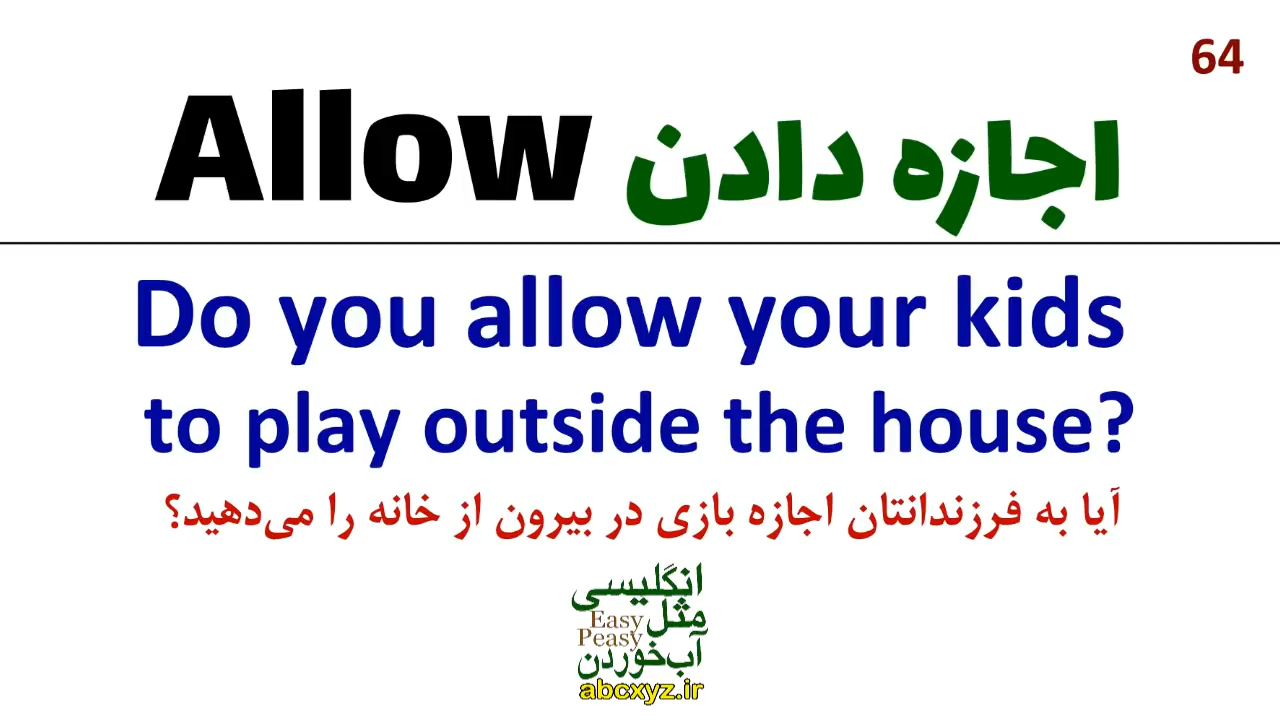 64
Allow اجازه دادن
Do you allow your kids
to play outside the house?
آیا به فرزندانتان اجازه بازی در بیرون از خانه را می‌دهید؟
انگلیسی
مثل
Easy
Peasy
آب‌خوردن
abcxyz.ir